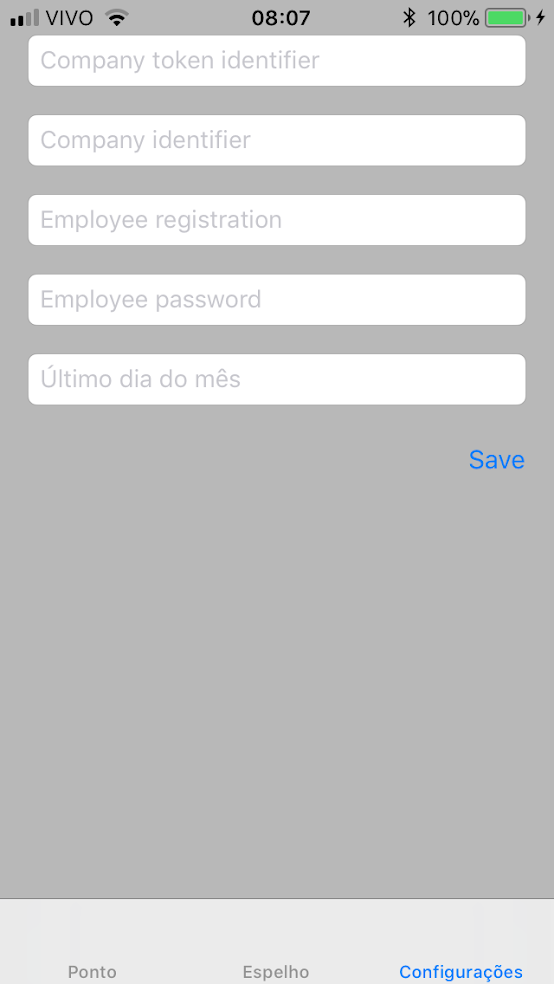 VIVO 08:07 100%
Company token identifier
Company identifier
Employee registration
Employee password
Último dia do mês
Save
Ponto Espelho Configurações